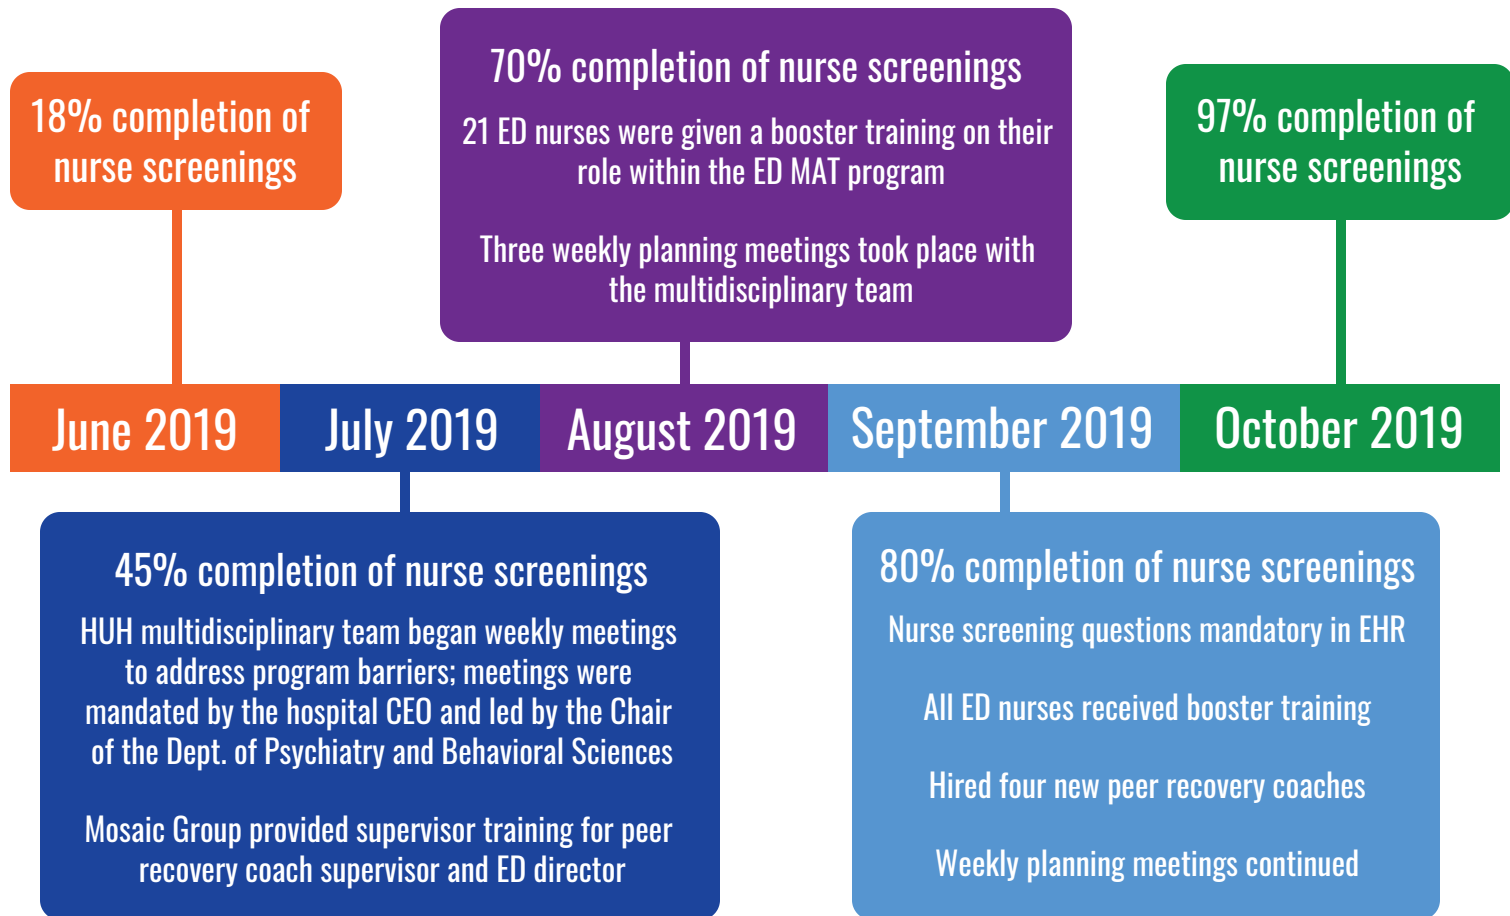 18% completion of
nurse screenings
70% completion of nurse screenings
21 ED nurses were given a booster training on their
role within the ED MAT program
Three weekly planning meetings took place with
the multidisciplinary team
97% completion of
nurse screenings
June 2019
July 2019
August 2019
September 2019
October 2019
45% completion of nurse screenings
HUH multidisciplinary team began weekly meetings
to address program barriers; meetings were
mandated by the hospital CEO and led by the Chair
of the Dept. of Psychiatry and Behavioral Sciences
Mosaic Group provided supervisor training for peer
recovery coach supervisor and ED director
80% completion of nurse screenings
Nurse screening questions mandatory in EHR
All ED nurses received booster training
Hired four new peer recovery coaches
Weekly planning meetings continued